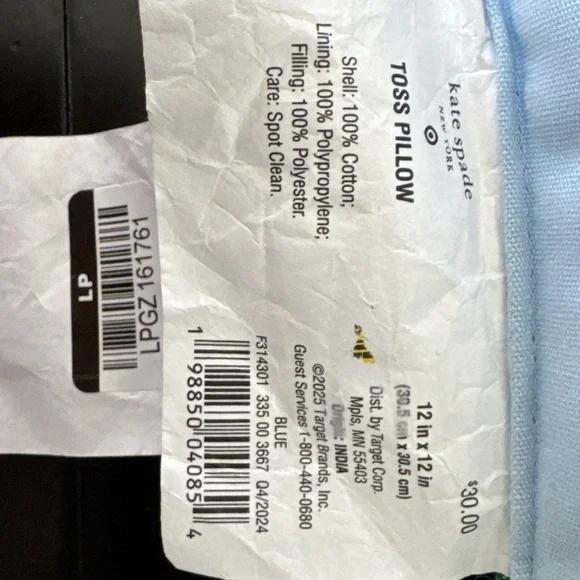 kate spade
NEW YORK
TOSS PILLOW
Shell: 100% Cotton;
Lining: 100% Polypropylene;
Filling: 100% Polyester.
Care: Spot Clean.
$30.00
12 in x 12 in
(30.5 cm x 30.5 cm)
Dist. by Target Corp.
Mpls, MN 55403
Origin: INDIA
©2025 Target Brands, Inc.
Guest Services 1-800-440-0680
BLUE
F314301 335 00 3667 Q4/2024
1 98850 04085 4
LP
LPGZ161761